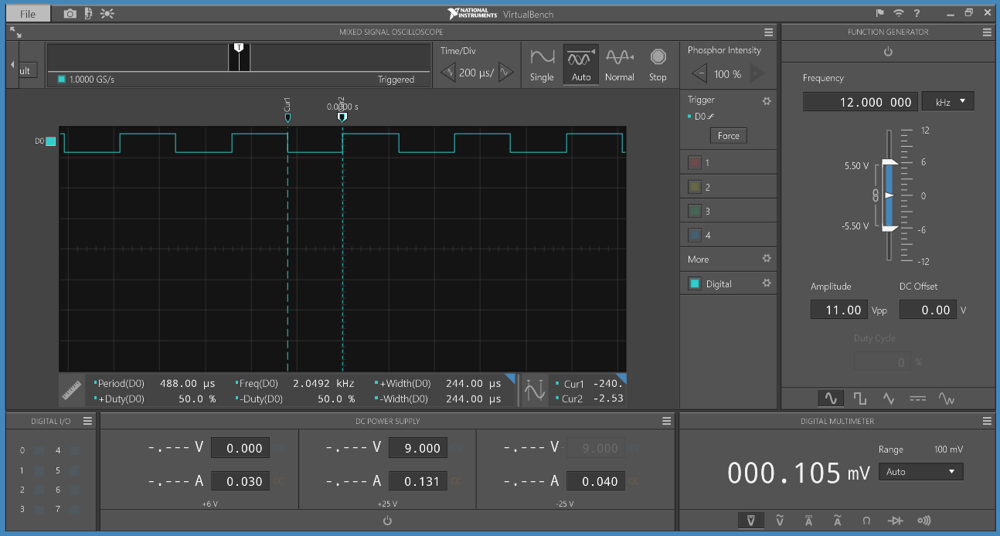 File
NATIONAL INSTRUMENTS VirtualBench
?
MIXED SIGNAL OSCILLOSCOPE
ult
T
1.0000 GS/s
Triggered
Time/Div
200 µs/
Single
Auto
Normal
Stop
Phosphor Intensity
100 %
Cur1
0.0000 s
Cur2
D0
Trigger
D0
Force
1
2
3
4
More
Digital
Period(D0) 488.00 µs
Freq(D0) 2.0492 kHz
+Width(D0) 244.00 µs
Cur1 -240.
+Duty(D0) 50.0 %
-Duty(D0) 50.0 %
-Width(D0) 244.00 µs
Cur2 -2.53
FUNCTION GENERATOR
Frequency
12.000 000 kHz
12
5.50 V
6
0
-5.50 V
-6
-12
Amplitude
DC Offset
11.00 Vpp
0.00 V
Duty Cycle
0 %
DIGITAL I/O
0 4
1 5
2 6
3 7
DC POWER SUPPLY
-.--- V 0.000 CV
-.--- A 0.030 CC
+6 V
-.--- V 9.000 CV
-.--- A 0.131 CC
+25 V
-.--- V - 9.000 CV
-.--- A 0.040 CC
-25 V
DIGITAL MULTIMETER
Range 100 mV
000.105 mV
Auto
V V A A Ω